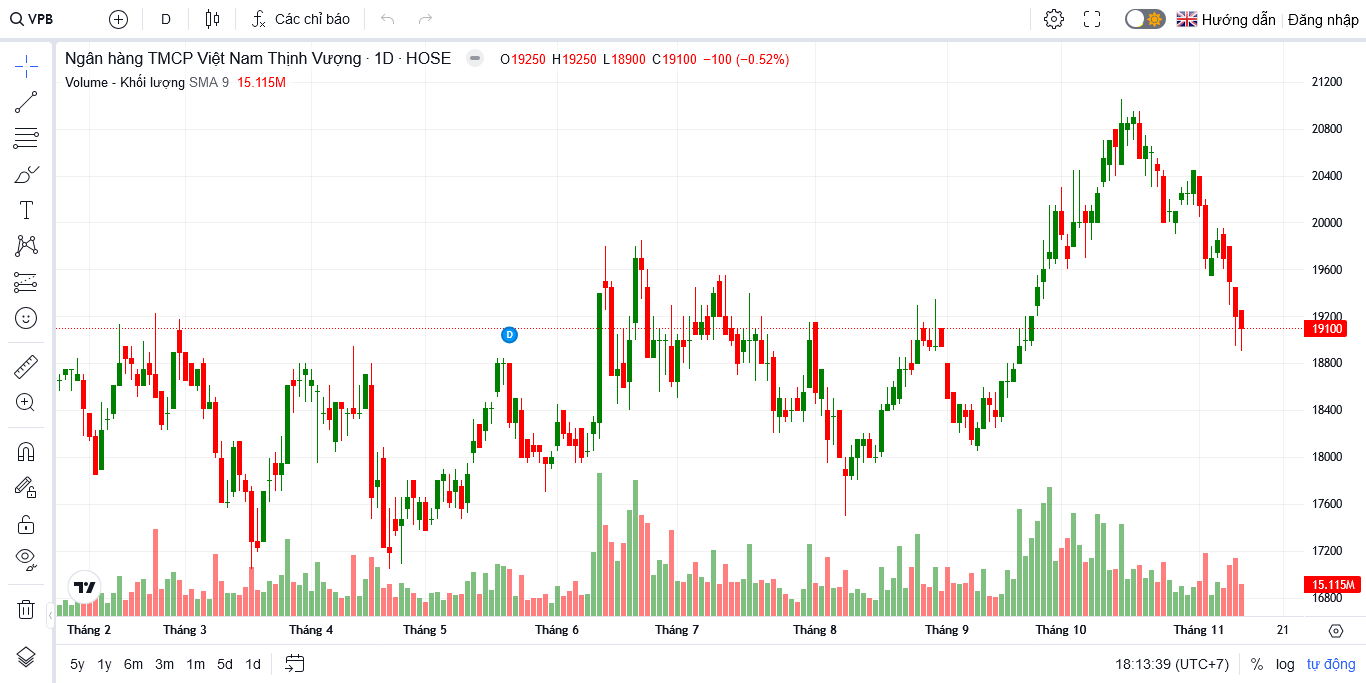 VPB D Các chỉ báo Hướng dẫn Đăng nhập
Ngân hàng TMCP Việt Nam Thịnh Vượng · 1D · HOSE O19250 H19250 L18900 C19100 −100 (−0.52%)
Volume - Khối lượng SMA 9 15.115M
21200
20800
20400
20000
19600
19200
19100
D
18800
18400
18000
17600
17200
15.115M
16800
Tháng 2 Tháng 3 Tháng 4 Tháng 5 Tháng 6 Tháng 7 Tháng 8 Tháng 9 Tháng 10 Tháng 11 21
5y 1y 6m 3m 1m 5d 1d 18:13:39 (UTC+7) % log tự động